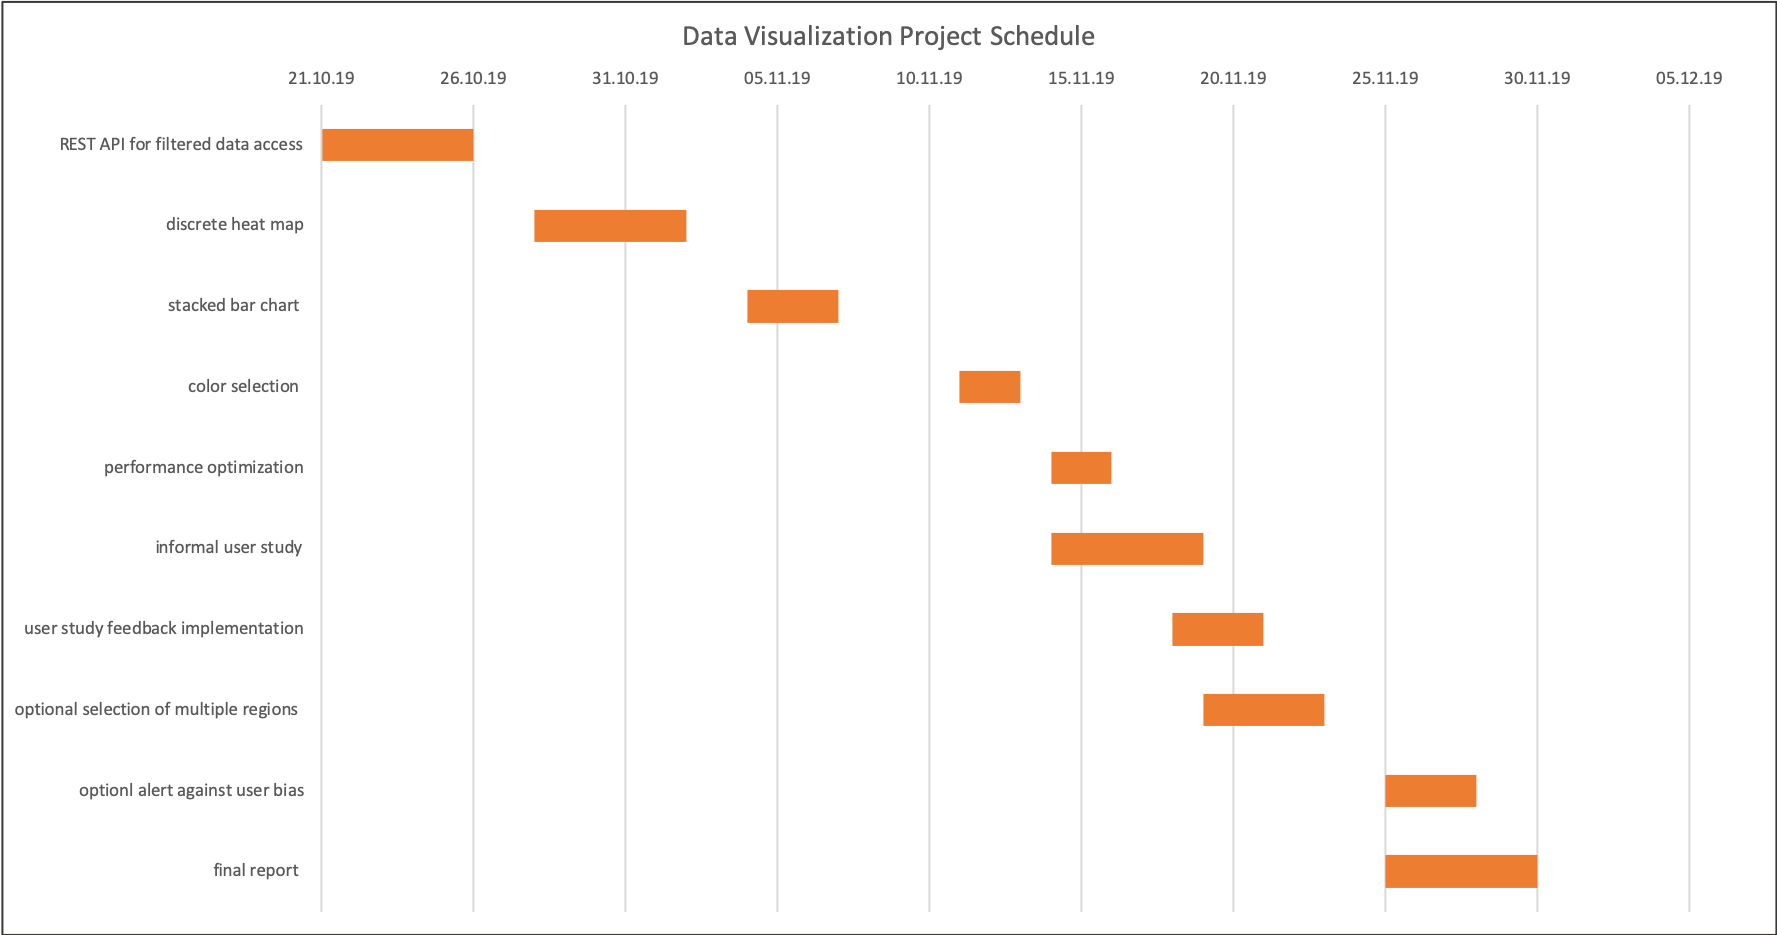 Data Visualization Project Schedule
21.10.19 26.10.19 31.10.19 05.11.19 10.11.19 15.11.19 20.11.19 25.11.19 30.11.19 05.12.19
REST API for filtered data access
discrete heat map
stacked bar chart
color selection
performance optimization
informal user study
user study feedback implementation
optional selection of multiple regions
optionl alert against user bias
final report